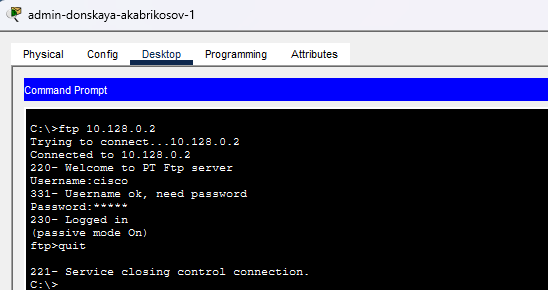 admin-donskaya-akabrikosov-1
Physical Config Desktop Programming Attributes
Command Prompt
C:\>ftp 10.128.0.2
Trying to connect...10.128.0.2
Connected to 10.128.0.2
220- Welcome to PT Ftp server
Username:cisco
331- Username ok, need password
Password:*****
230- Logged in
(passive mode On)
ftp>quit
221- Service closing control connection.
C:\>